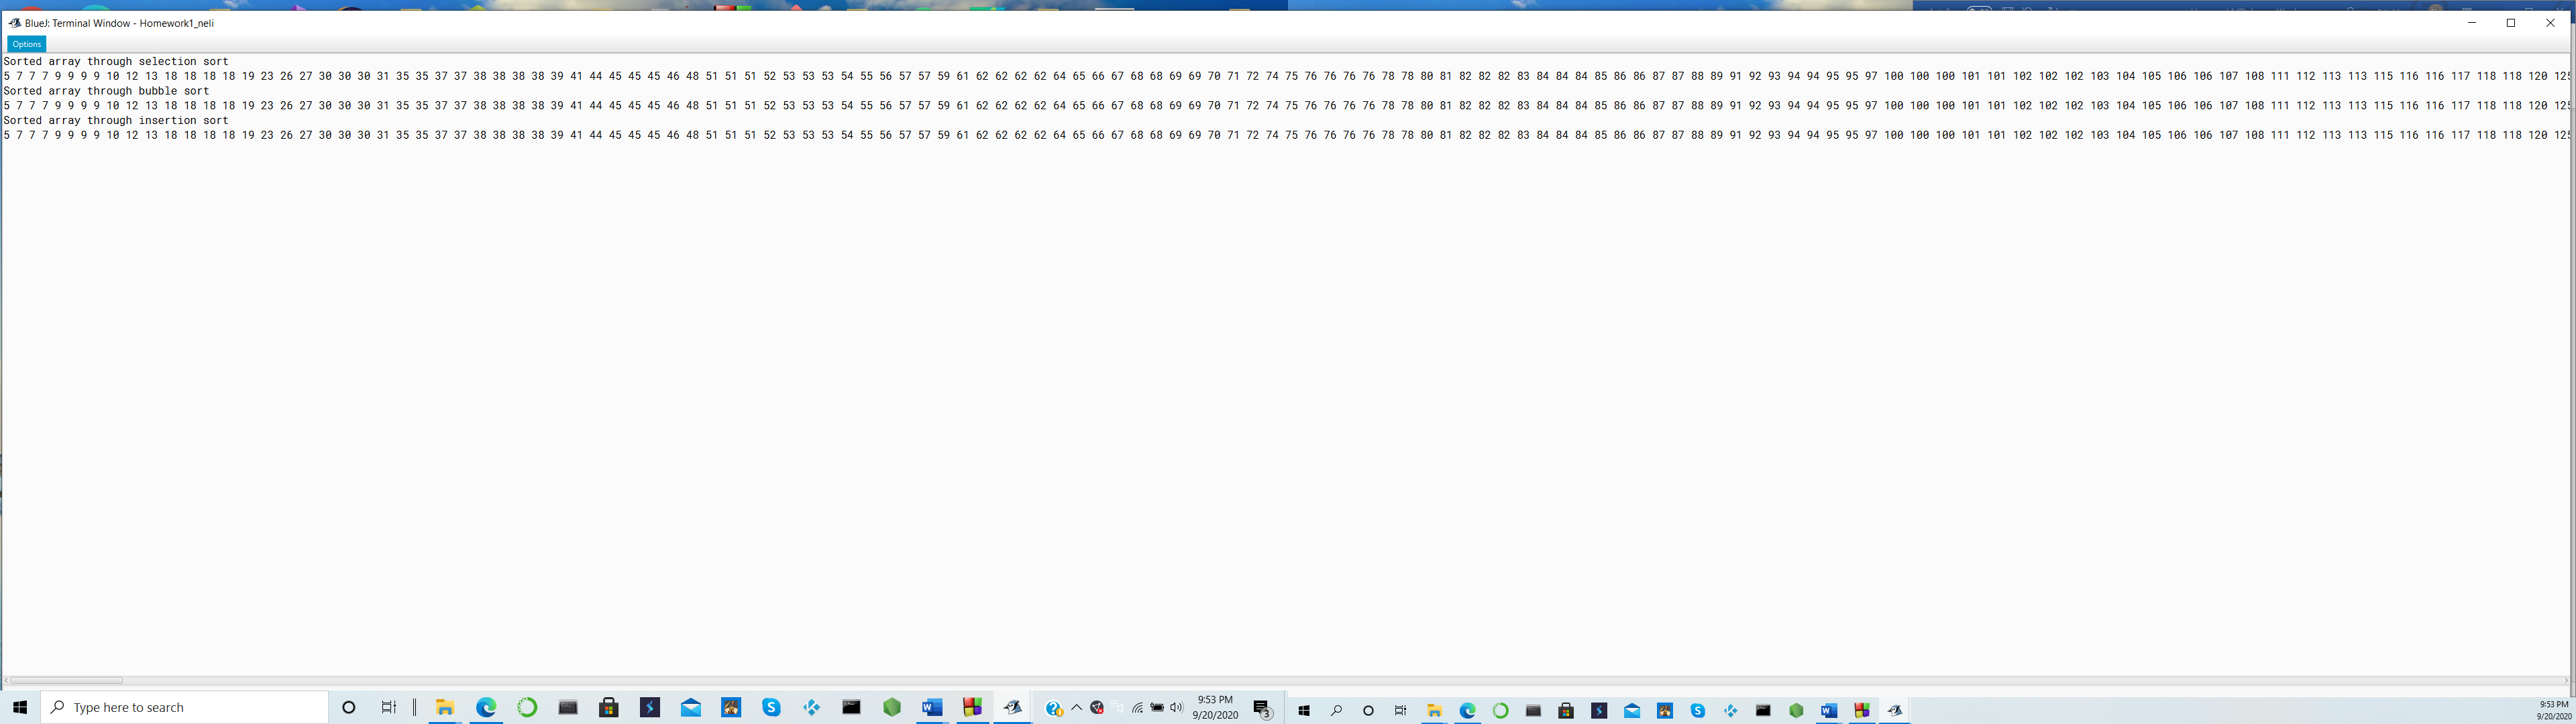 BlueJ: Terminal Window - Homework1_neli
Options
Sorted array through selection sort
5 7 7 7 9 9 9 9 10 12 13 18 18 18 18 19 23 26 27 30 30 30 31 35 35 37 37 38 38 38 38 39 41 44 45 45 45 46 48 51 51 51 52 53 53 53 54 55 56 57 57 59 61 62 62 62 62 64 65 66 67 68 68 69 69 70 71 72 74 75 76 76 76 76 78 78 80 81 82 82 82 83 84 84 84 85 86 86 87 87 88 89 91 92 93 94 94 95 95 97 100 100 100 101 101 102 102 102 103 104 105 106 106 107 108 111 112 113 113 115 116 116 117 118 118 120 125
Sorted array through bubble sort
5 7 7 7 9 9 9 9 10 12 13 18 18 18 18 19 23 26 27 30 30 30 31 35 35 37 37 38 38 38 38 39 41 44 45 45 45 46 48 51 51 51 52 53 53 53 54 55 56 57 57 59 61 62 62 62 62 64 65 66 67 68 68 69 69 70 71 72 74 75 76 76 76 76 78 78 80 81 82 82 82 83 84 84 84 85 86 86 87 87 88 89 91 92 93 94 94 95 95 97 100 100 100 101 101 102 102 102 103 104 105 106 106 107 108 111 112 113 113 115 116 116 117 118 118 120 125
Sorted array through insertion sort
5 7 7 7 9 9 9 9 10 12 13 18 18 18 18 19 23 26 27 30 30 30 31 35 35 37 37 38 38 38 38 39 41 44 45 45 45 46 48 51 51 51 52 53 53 53 54 55 56 57 57 59 61 62 62 62 62 64 65 66 67 68 68 69 69 70 71 72 74 75 76 76 76 76 78 78 80 81 82 82 82 83 84 84 84 85 86 86 87 87 88 89 91 92 93 94 94 95 95 97 100 100 100 101 101 102 102 102 103 104 105 106 106 107 108 111 112 113 113 115 116 116 117 118 118 120 125
Type here to search
9:53 PM
9/20/2020
3
9:53 PM
9/20/20